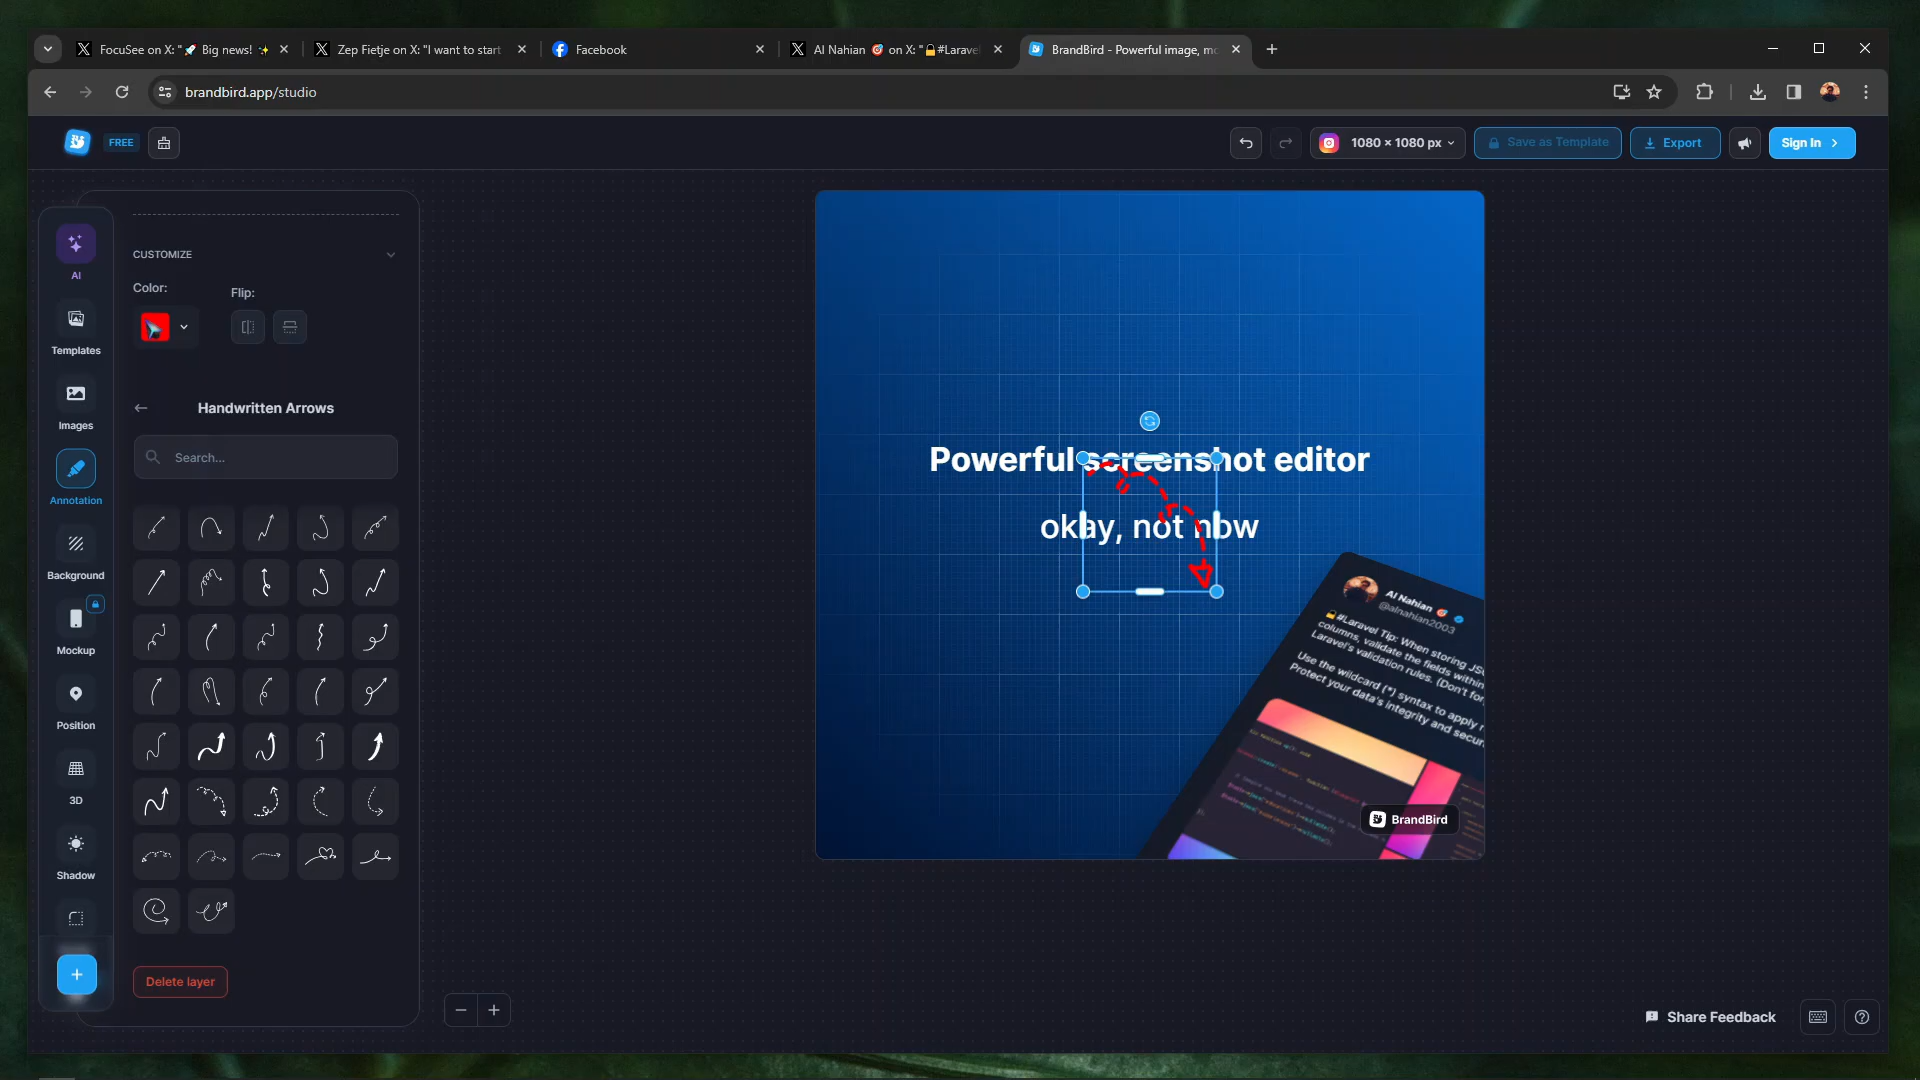 FocuSee on X: "🚀 Big news! ✨
Zep Fietje on X: "I want to start
Facebook
Al Nahian 🎯 on X: "🔒#Larave
BrandBird - Powerful image, mo
brandbird.app/studio
FREE
1080 × 1080 px
Save as Template
Export
Sign In
AI
Templates
Images
Annotation
Background
Mockup
Position
3D
Shadow
CUSTOMIZE
Color:
Flip:
Handwritten Arrows
Search...
Delete layer
Powerful screenshot editor
okay, not now
Al Nahian 🎯
@alnahian2003
🔒#Laravel Tip: When storing JS
columns, validate the fields within
Laravel's validation rules. (Don't for
Use the wildcard (*) syntax to apply r
Protect your data's integrity and secur
BrandBird
Share Feedback